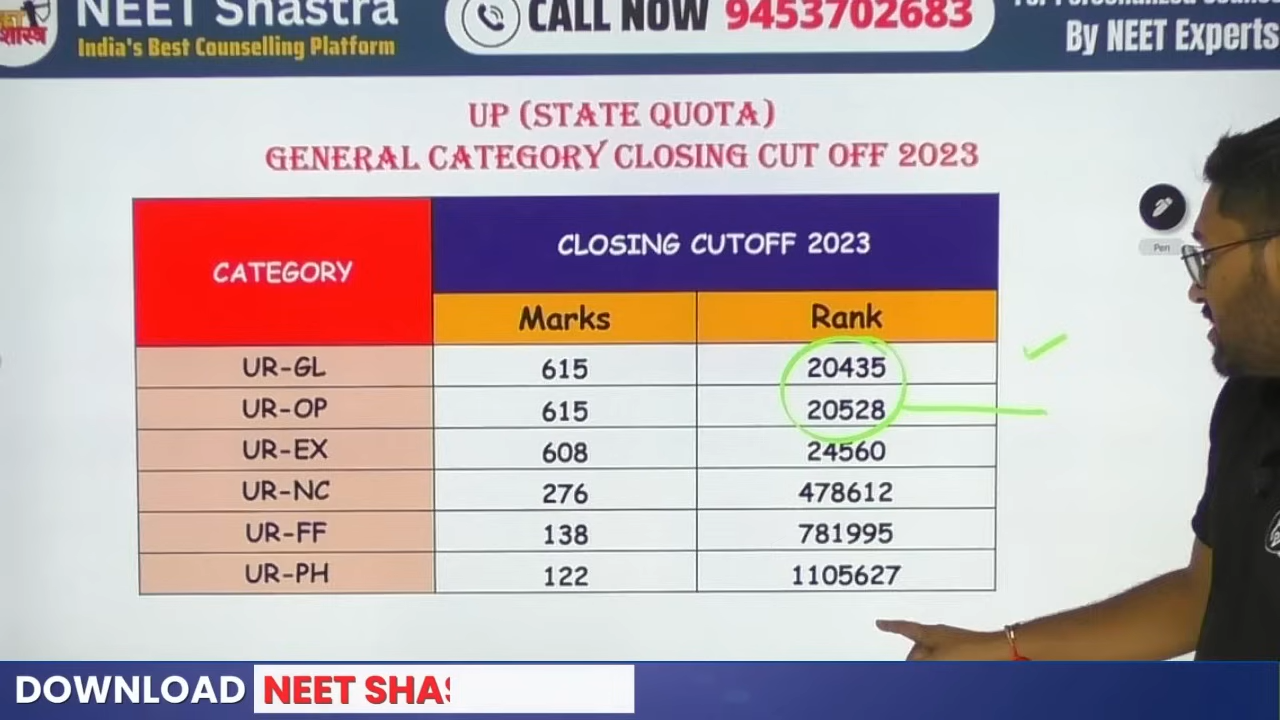 NEET Shastra
शास्त्र
India's Best Counselling Platform
CALL NOW 9453702683
By NEET Experts
UP (STATE QUOTA)
GENERAL CATEGORY CLOSING CUT OFF 2023
CATEGORY
CLOSING CUTOFF 2023
Marks
Rank
UR-GL 615 20435
UR-OP 615 20528
UR-EX 608 24560
UR-NC 276 478612
UR-FF 138 781995
UR-PH 122 1105627
Pen
DOWNLOAD NEET SHAS